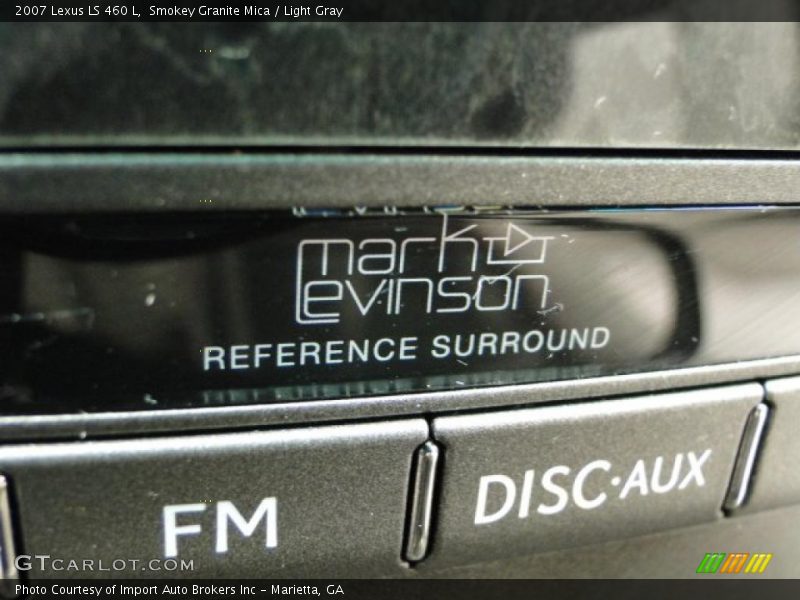 2007 Lexus LS 460 L, Smokey Granite Mica / Light Gray
mark
Levinson
REFERENCE SURROUND
FM
DISC·AUX
GTCARLOT.COM
Photo Courtesy of Import Auto Brokers Inc - Marietta, GA